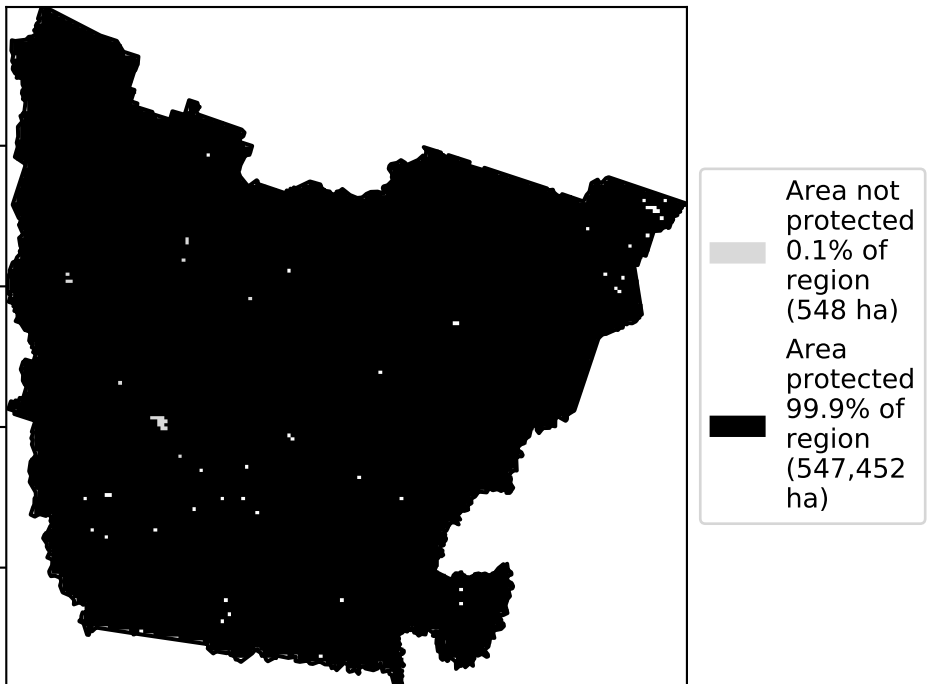 Area not
protected
0.1% of
region
(548 ha)
Area
protected
99.9% of
region
(547,452
ha)